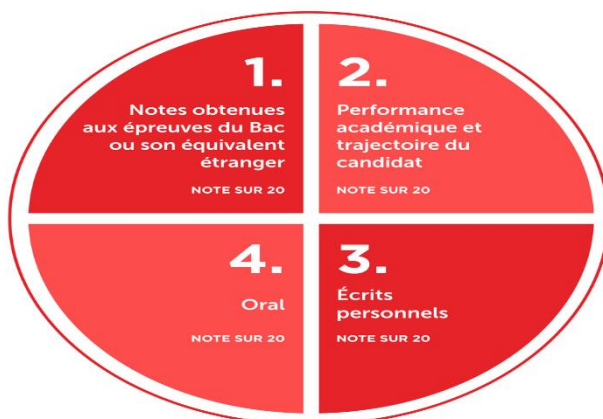 1.
Notes obtenues
aux épreuves du Bac
ou son équivalent
étranger
NOTE SUR 20
2.
Performance
académique et
trajectoire du
candidat
NOTE SUR 20
3.
Écrits
personnels
NOTE SUR 20
4.
Oral
NOTE SUR 20